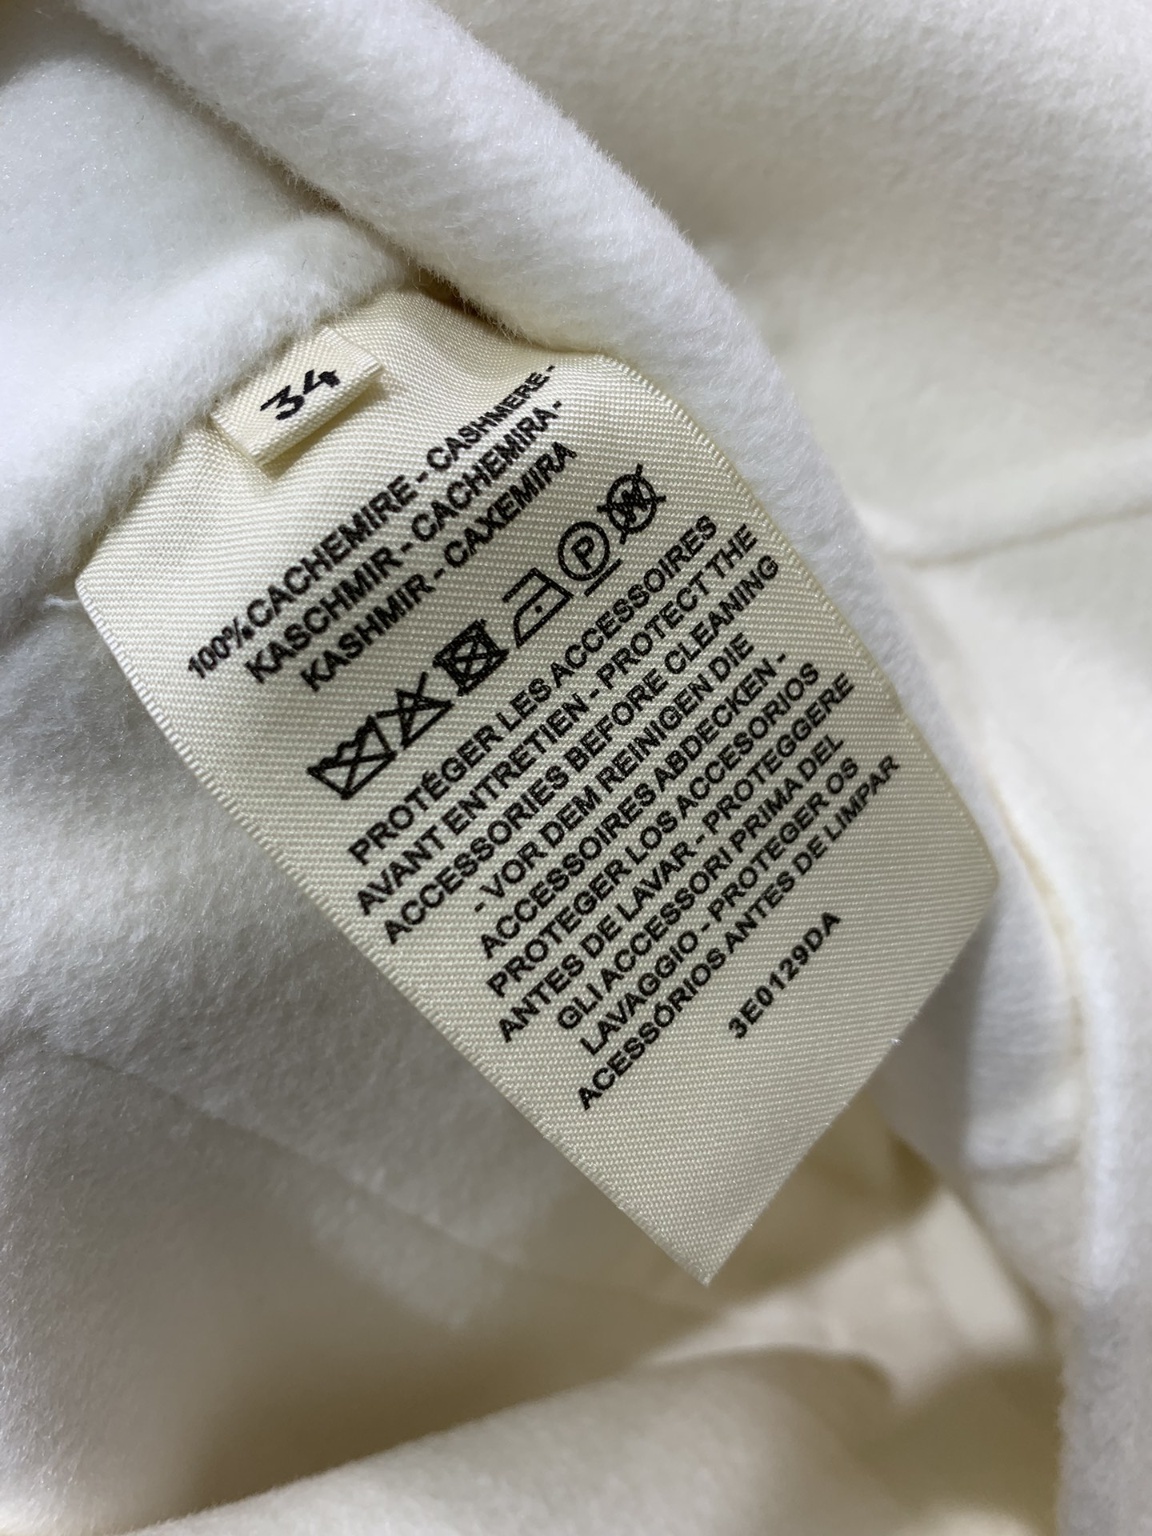 34
100% CACHEMIRE - CASHMERE -
KASCHMIR - CACHEMIRA -
KASHMIR - CAXEMIRA
P W
PROTÉGER LES ACCESSOIRES
AVANT ENTRETIEN - PROTECT THE
ACCESSORIES BEFORE CLEANING
- VOR DEM REINIGEN DIE
ACCESSOIRES ABDECKEN -
PROTEGER LOS ACCESORIOS
ANTES DE LAVAR - PROTEGGERE
GLI ACCESSORI PRIMA DEL
LAVAGGIO - PROTEGER OS
ACESSÓRIOS ANTES DE LIMPAR
3E0129DA